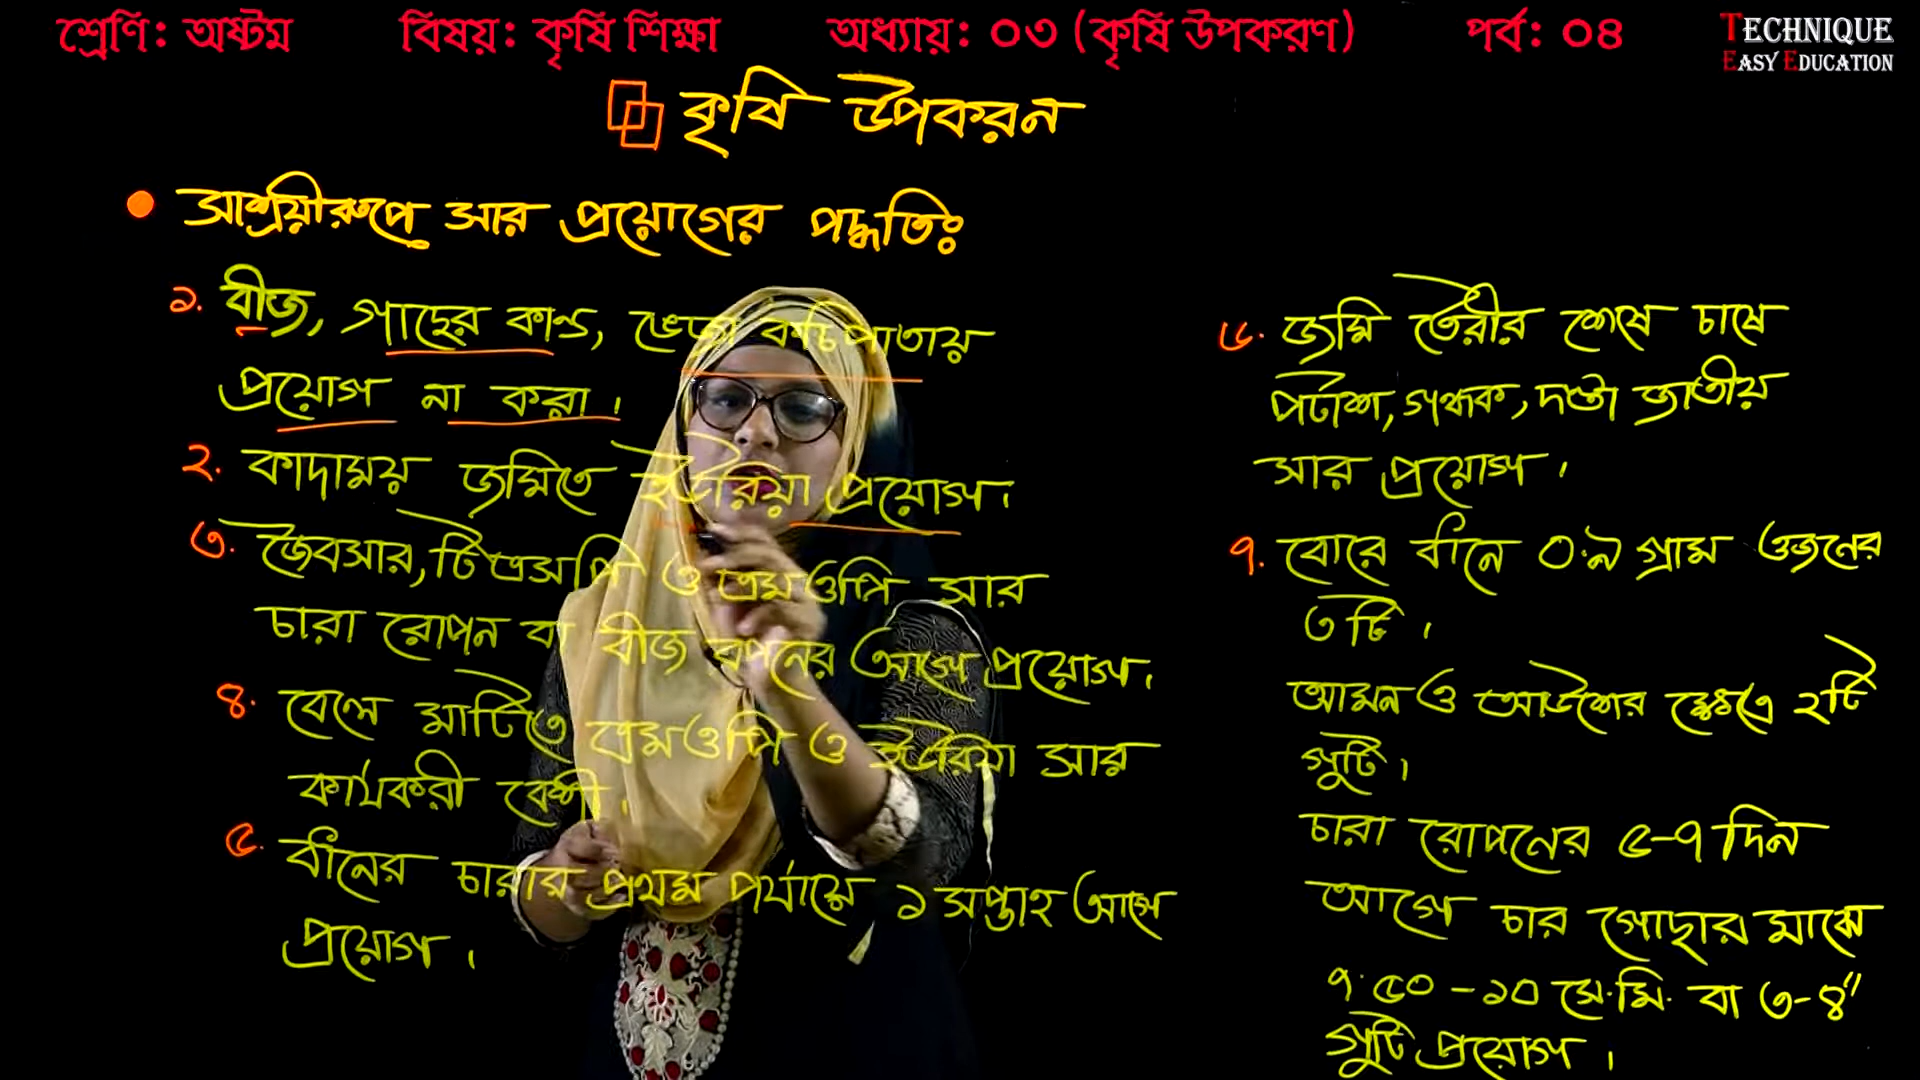 শ্রেণি: অষ্টম বিষয়: কৃষি শিক্ষা অধ্যায়: ০৩ (কৃষি উপকরণ) পর্ব: ০৪
TECHNIQUE
EASY EDUCATION
কৃষি উপকরন
সাশ্রয়ীরুপে সার প্রয়োগের পদ্ধতিঃ
১. বীজ, গাছের কান্ড, ভেজা কচিপাতায়
প্রয়োগ না করা।
২. কাদাময় জমিতে ইউরিয়া প্রয়োগ।
৩. জৈবসার, টিএসপি ও এমওপি সার
চারা রোপন বা বীজ বপনের আগে প্রয়োগ।
৪. বেলে মাটিতে এমওপি ও ইউরিয়া সার
কার্যকরী বেশী।
৫. ধানের চারার প্রথম পর্যায়ে ১ সপ্তাহ আগে
প্রয়োগ।
৬. জমি তৈরীর শেষে চাষে
পটাশ, গন্ধক, দস্তা জাতীয়
সার প্রয়োগ।
৭. বোরো ধানে ০.৯ গ্রাম ওজনের
৩ টি।
আমন ও আউশের ক্ষেত্রে ২টি
গুটি।
চারা রোপনের ৫-৭ দিন
আগে চার গোছার মাঝে
৭.৫০ - ১০ সে.মি. বা ৩-৪"
গুটি প্রয়োগ।